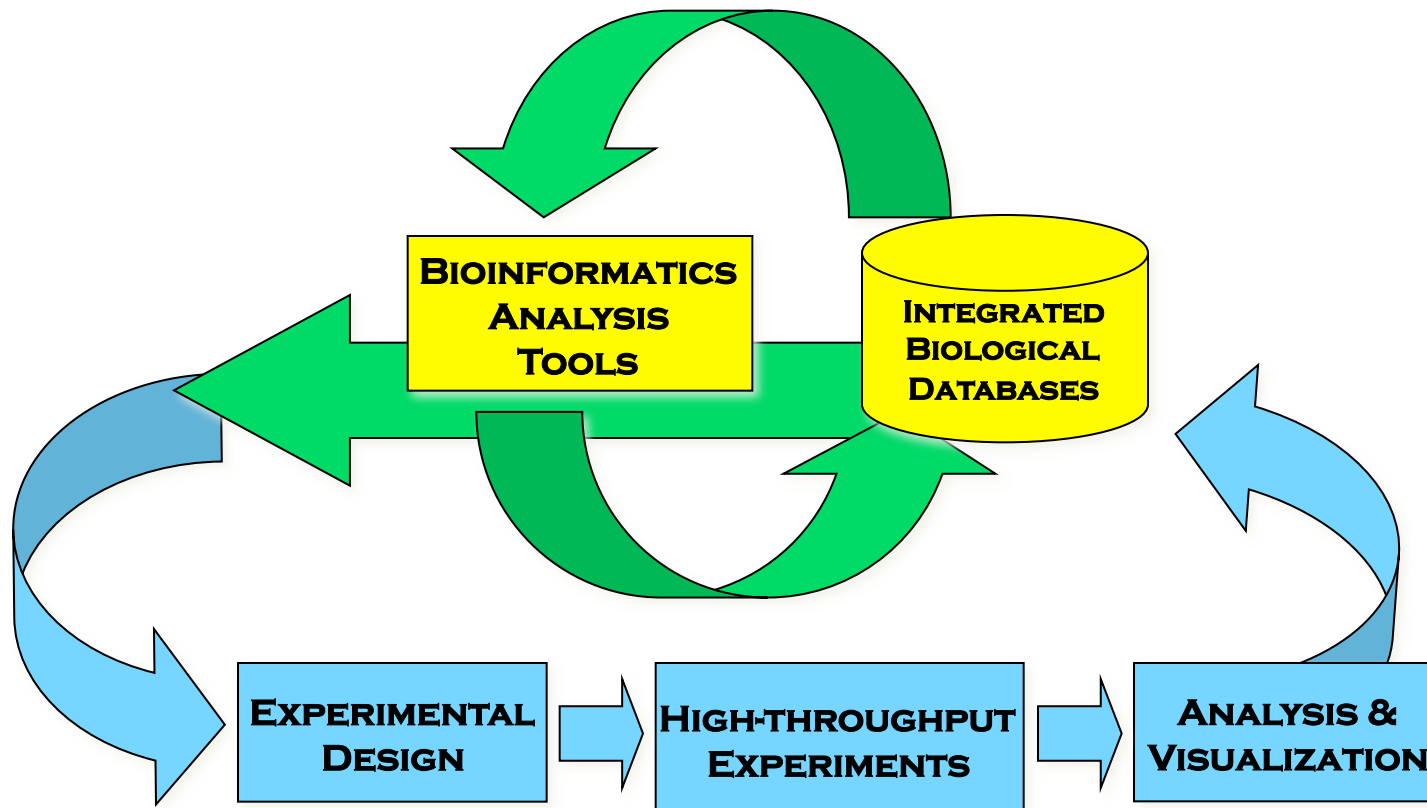 Bioinformatics
Analysis
Tools
Integrated
Biological
Databases
Experimental
Design
High-throughput
Experiments
Analysis &
Visualization